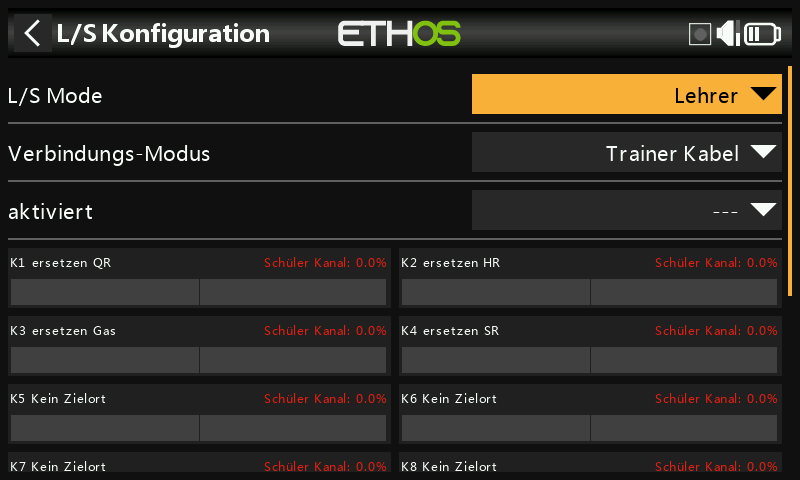 L/S Konfiguration
ETHOS
L/S Mode
Lehrer
Verbindungs-Modus
Trainer Kabel
aktiviert
---
K1 ersetzen QR
Schüler Kanal: 0.0%
K2 ersetzen HR
Schüler Kanal: 0.0%
K3 ersetzen Gas
Schüler Kanal: 0.0%
K4 ersetzen SR
Schüler Kanal: 0.0%
K5 Kein Zielort
Schüler Kanal: 0.0%
K6 Kein Zielort
Schüler Kanal: 0.0%
K7 Kein Zielort
Schüler Kanal: 0.0%
K8 Kein Zielort
Schüler Kanal: 0.0%